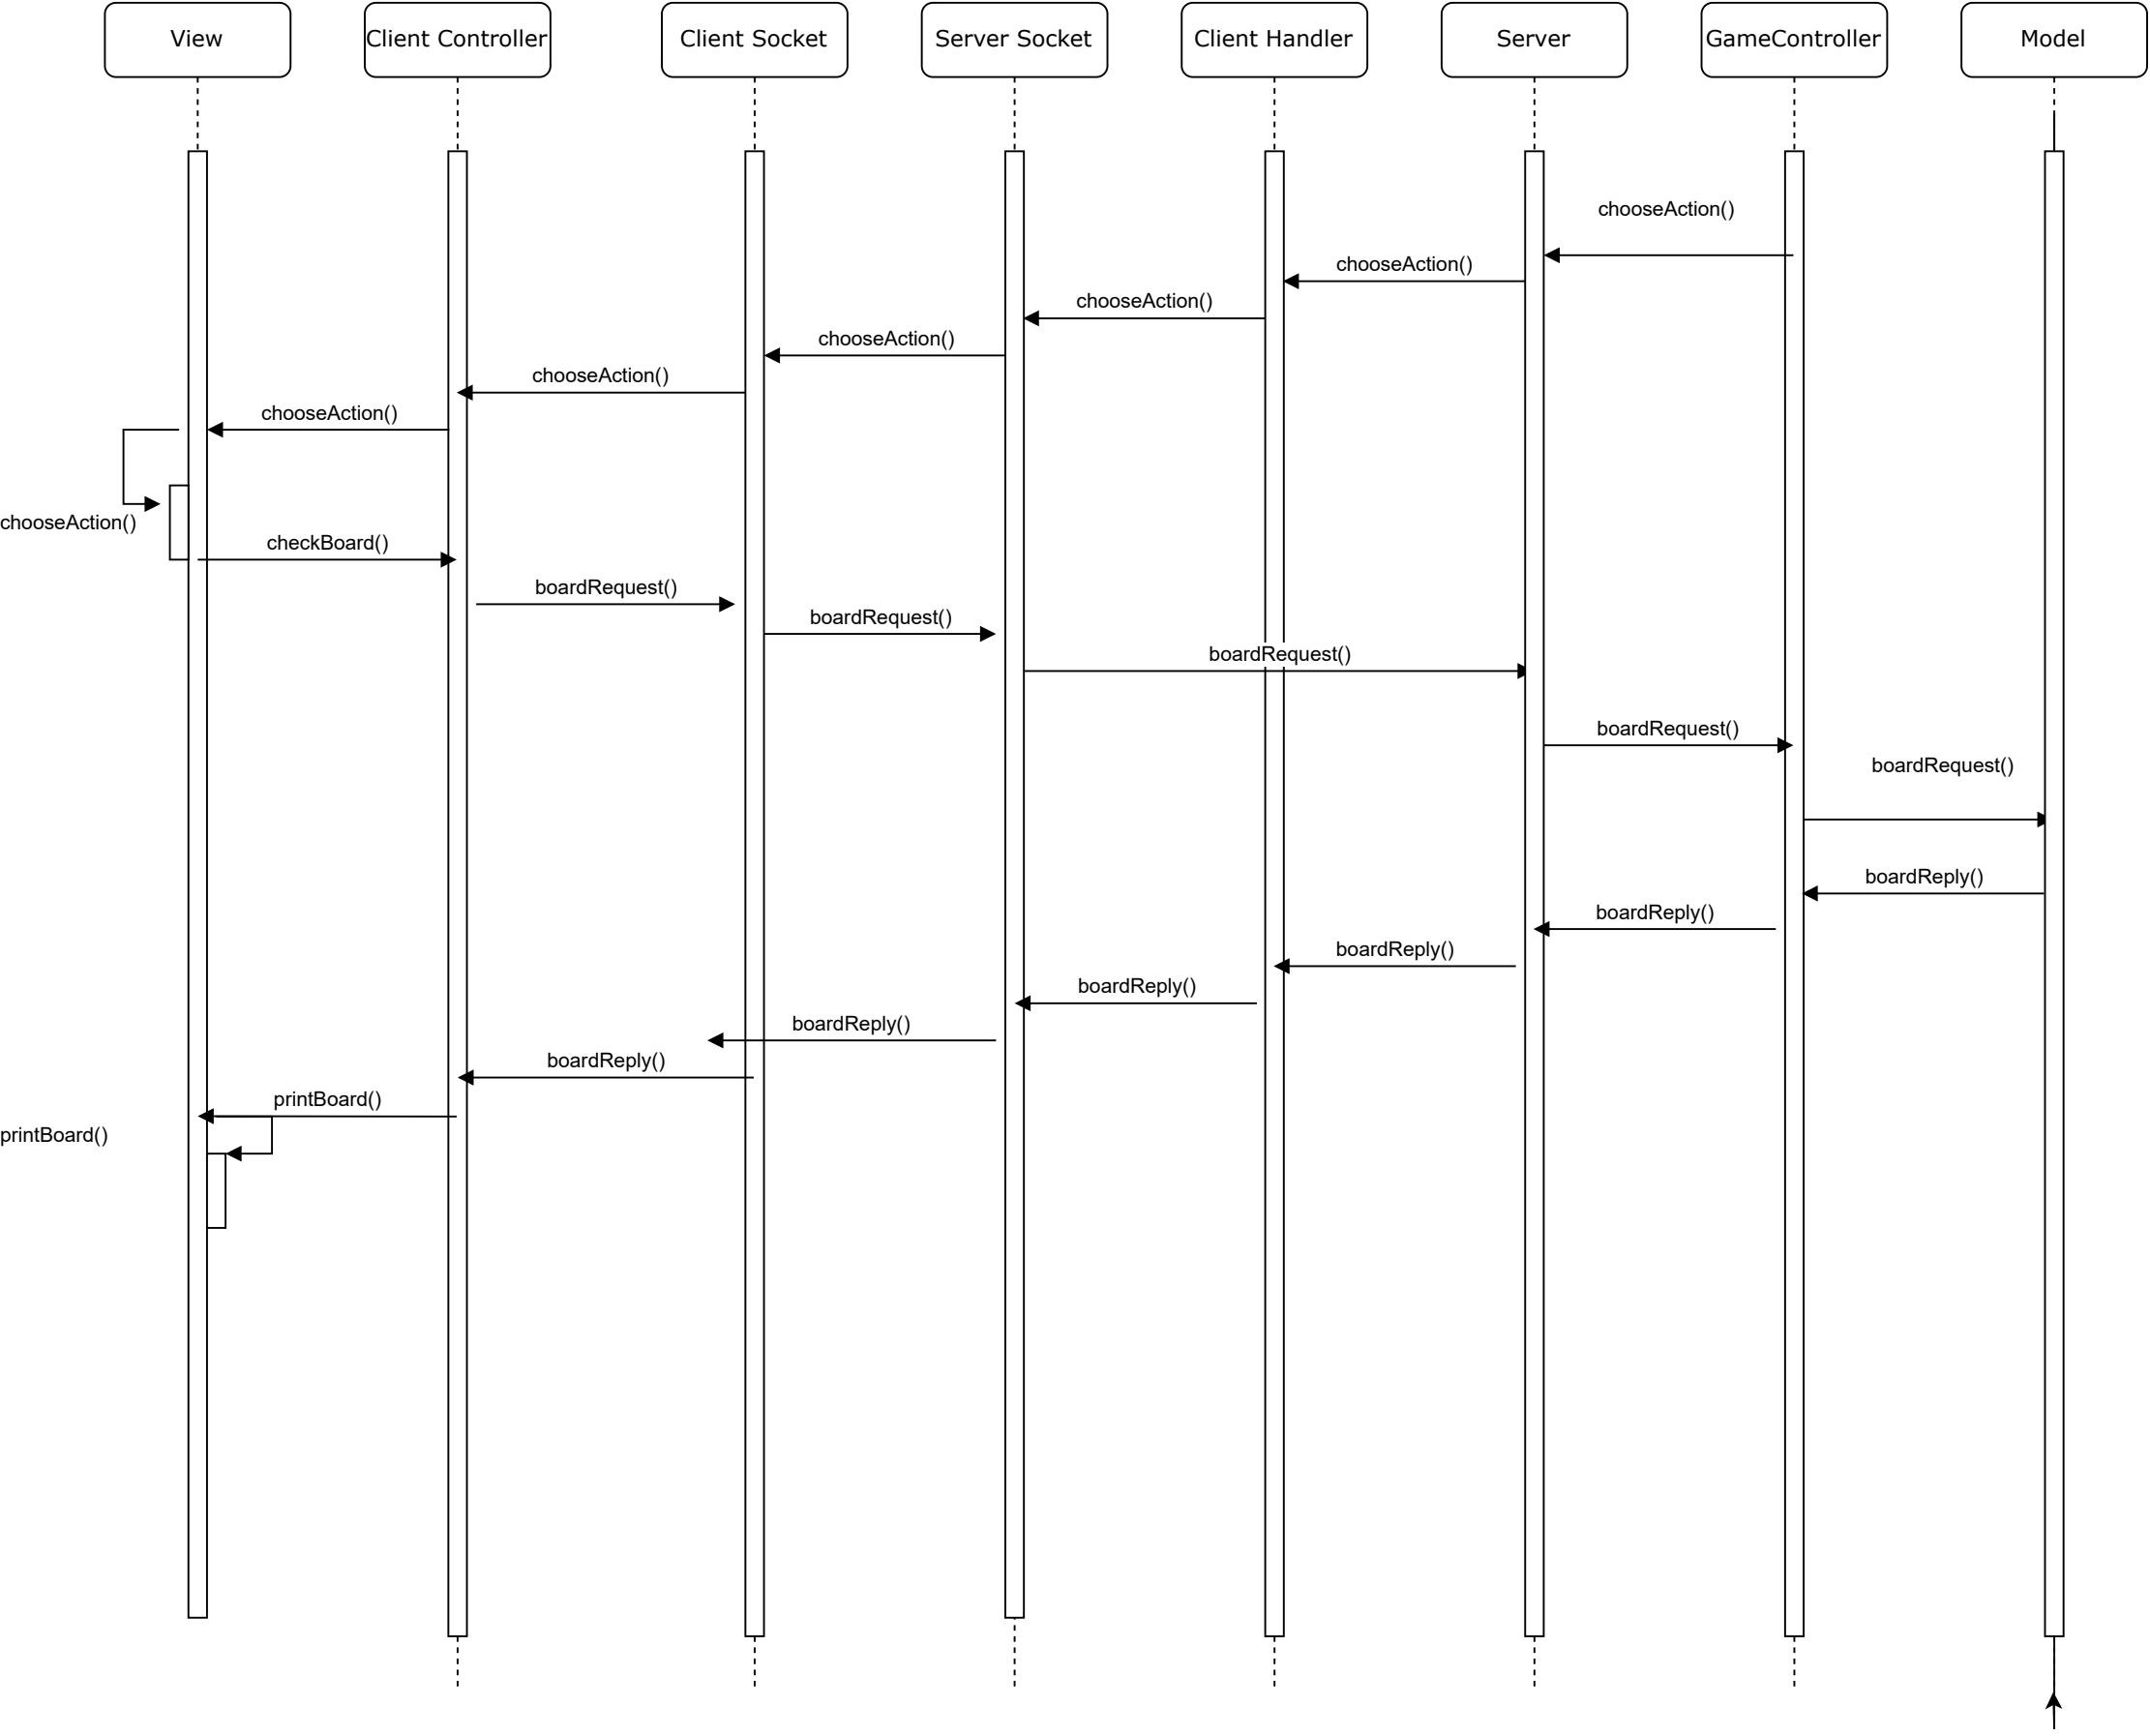 View
Client Controller
Client Socket
Server Socket
Client Handler
Server
GameController
Model
chooseAction()
chooseAction()
chooseAction()
chooseAction()
chooseAction()
chooseAction()
chooseAction()
checkBoard()
boardRequest()
boardRequest()
boardRequest()
boardRequest()
boardRequest()
boardReply()
boardReply()
boardReply()
boardReply()
boardReply()
boardReply()
printBoard()
printBoard()